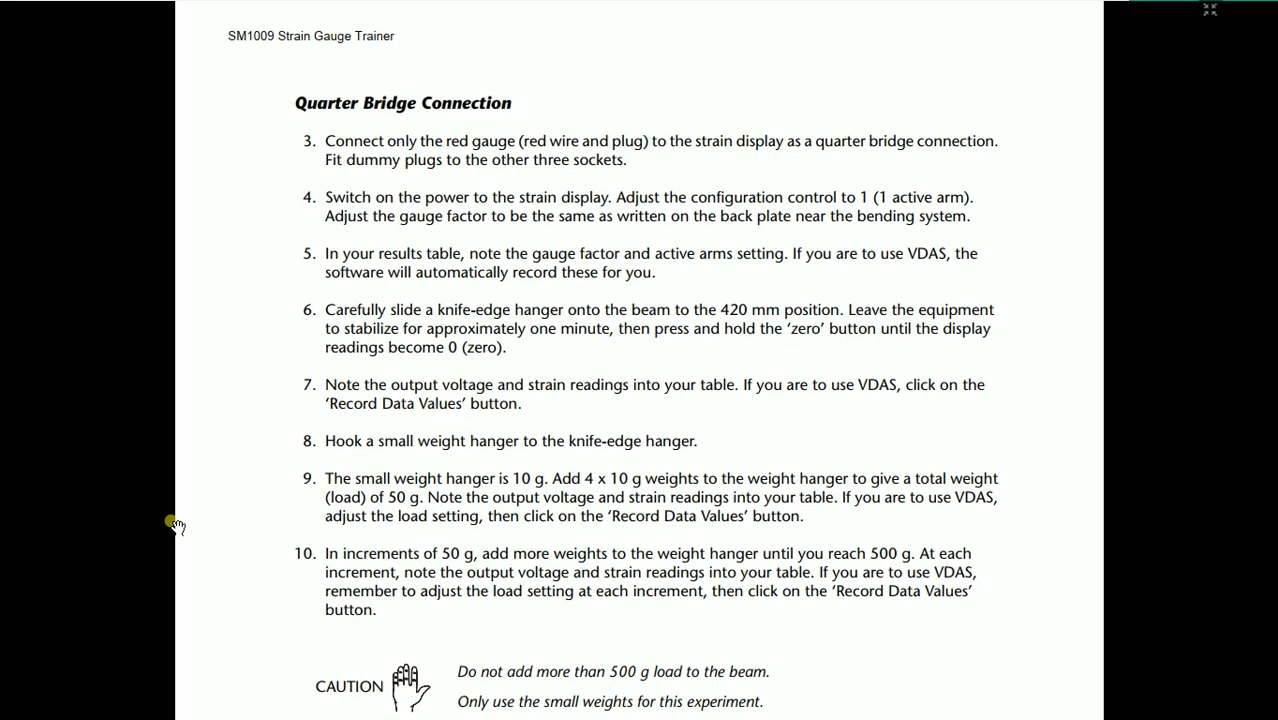 SM1009 Strain Gauge Trainer
Quarter Bridge Connection
3. Connect only the red gauge (red wire and plug) to the strain display as a quarter bridge connection.
Fit dummy plugs to the other three sockets.
4. Switch on the power to the strain display. Adjust the configuration control to 1 (1 active arm).
Adjust the gauge factor to be the same as written on the back plate near the bending system.
5. In your results table, note the gauge factor and active arms setting. If you are to use VDAS, the
software will automatically record these for you.
6. Carefully slide a knife-edge hanger onto the beam to the 420 mm position. Leave the equipment
to stabilize for approximately one minute, then press and hold the ‘zero’ button until the display
readings become 0 (zero).
7. Note the output voltage and strain readings into your table. If you are to use VDAS, click on the
‘Record Data Values’ button.
8. Hook a small weight hanger to the knife-edge hanger.
9. The small weight hanger is 10 g. Add 4 x 10 g weights to the weight hanger to give a total weight
(load) of 50 g. Note the output voltage and strain readings into your table. If you are to use VDAS,
adjust the load setting, then click on the ‘Record Data Values’ button.
10. In increments of 50 g, add more weights to the weight hanger until you reach 500 g. At each
increment, note the output voltage and strain readings into your table. If you are to use VDAS,
remember to adjust the load setting at each increment, then click on the ‘Record Data Values’
button.
CAUTION
Do not add more than 500 g load to the beam.
Only use the small weights for this experiment.